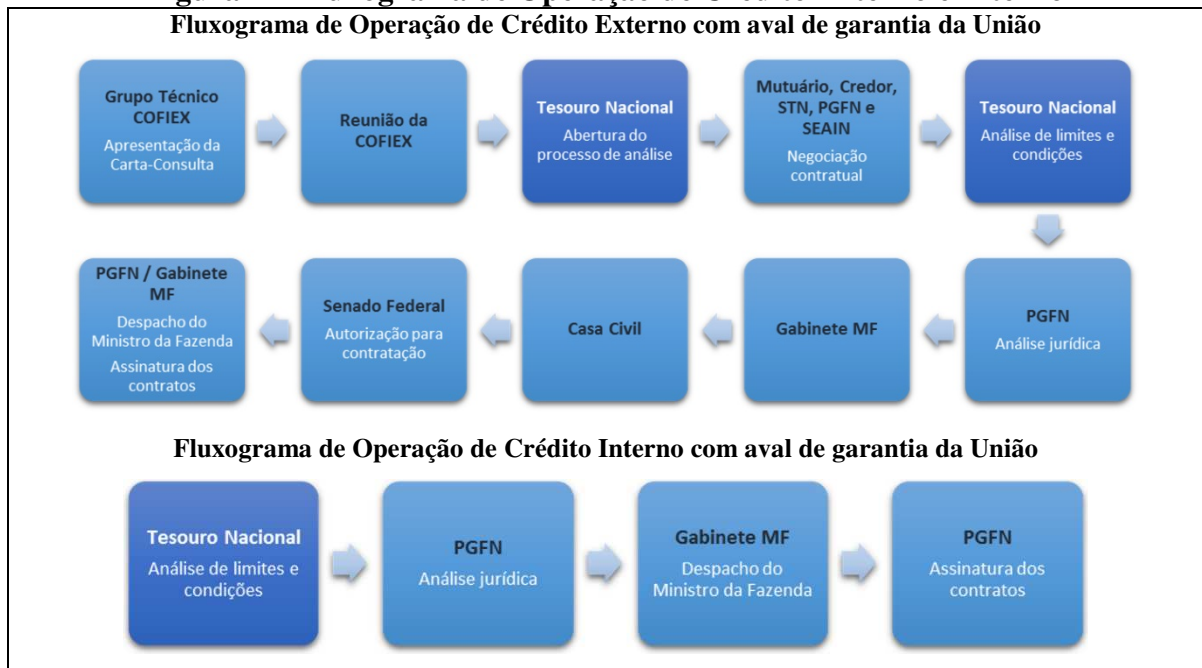 Fluxograma de Operação de Crédito Externo com aval de garantia da União
Grupo Técnico
COFIEX
Apresentação da
Carta-Consulta
Reunião da
COFIEX
Tesouro Nacional
Abertura do
processo de análise
Mutuário, Credor,
STN, PGFN e
SEAIN
Negociação
contratual
Tesouro Nacional
Análise de limites e
condições
PGFN
Análise jurídica
Gabinete MF
Casa Civil
Senado Federal
Autorização para
contratação
PGFN / Gabinete
MF
Despacho do
Ministro da Fazenda
Assinatura dos
contratos
Fluxograma de Operação de Crédito Interno com aval de garantia da União
Tesouro Nacional
Análise de limites e
condições
PGFN
Análise jurídica
Gabinete MF
Despacho do
Ministro da Fazenda
PGFN
Assinatura dos
contratos